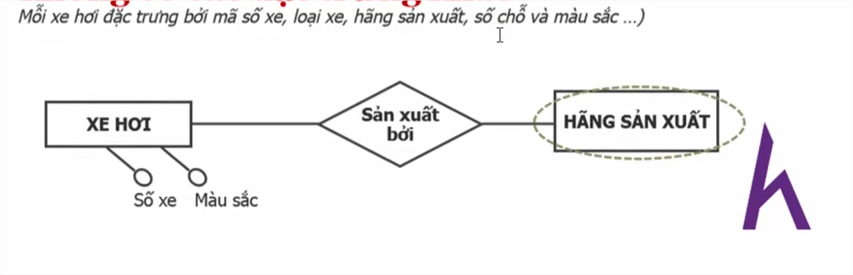 Mỗi xe hơi đặc trưng bởi mã số xe, loại xe, hãng sản xuất, số chỗ và màu sắc ...)
XE HƠI
Sản xuất
bởi
HÃNG SẢN XUẤT
Số xe
Màu sắc